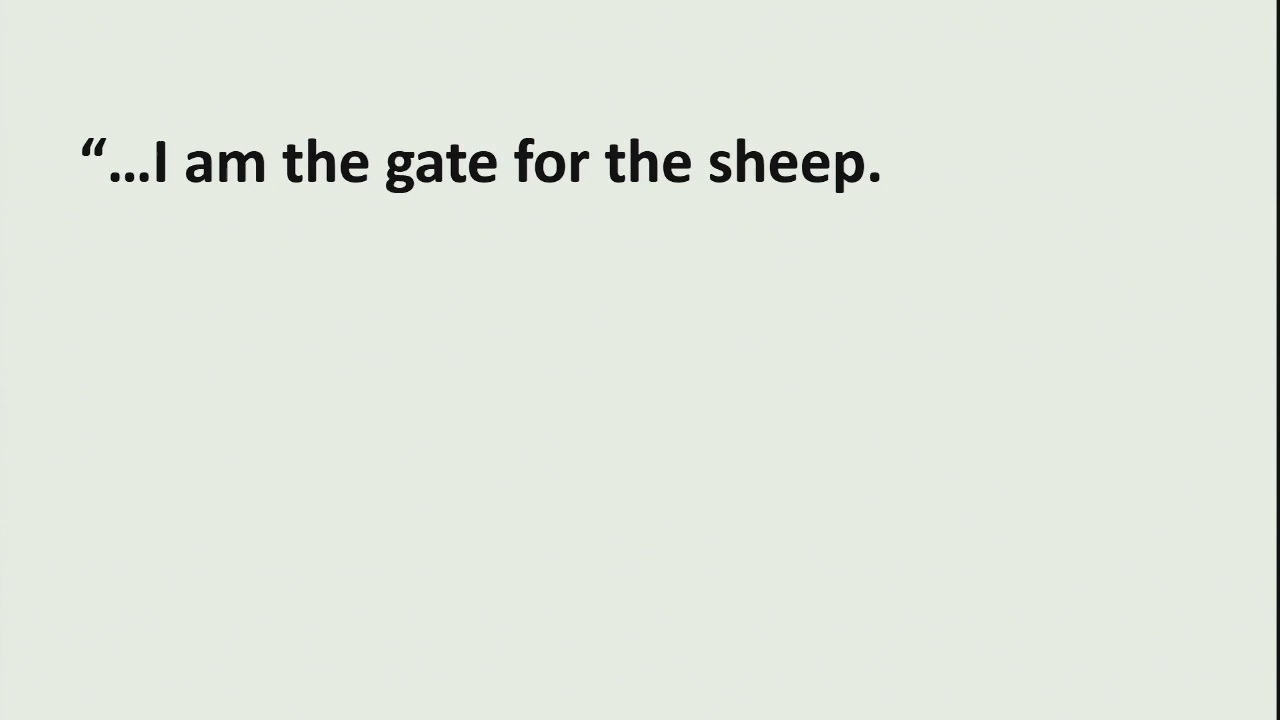 “…I am the gate for the sheep.